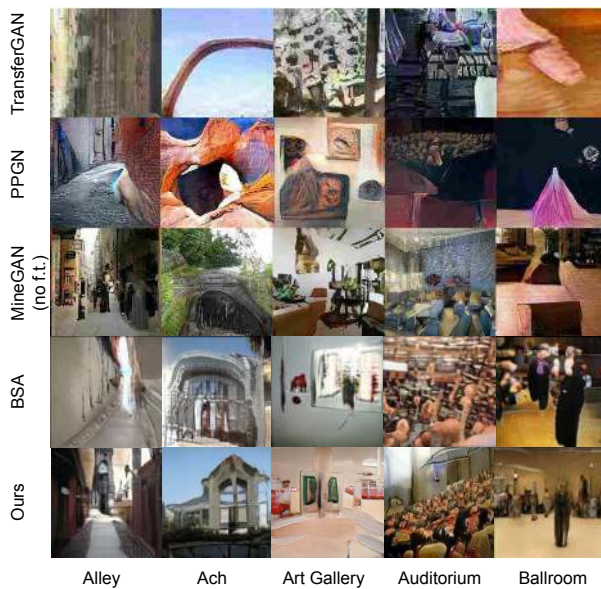 TransferGAN
PPGN
MineGAN
(no f.t.)
BSA
Ours
Alley
Ach
Art Gallery
Auditorium
Ballroom